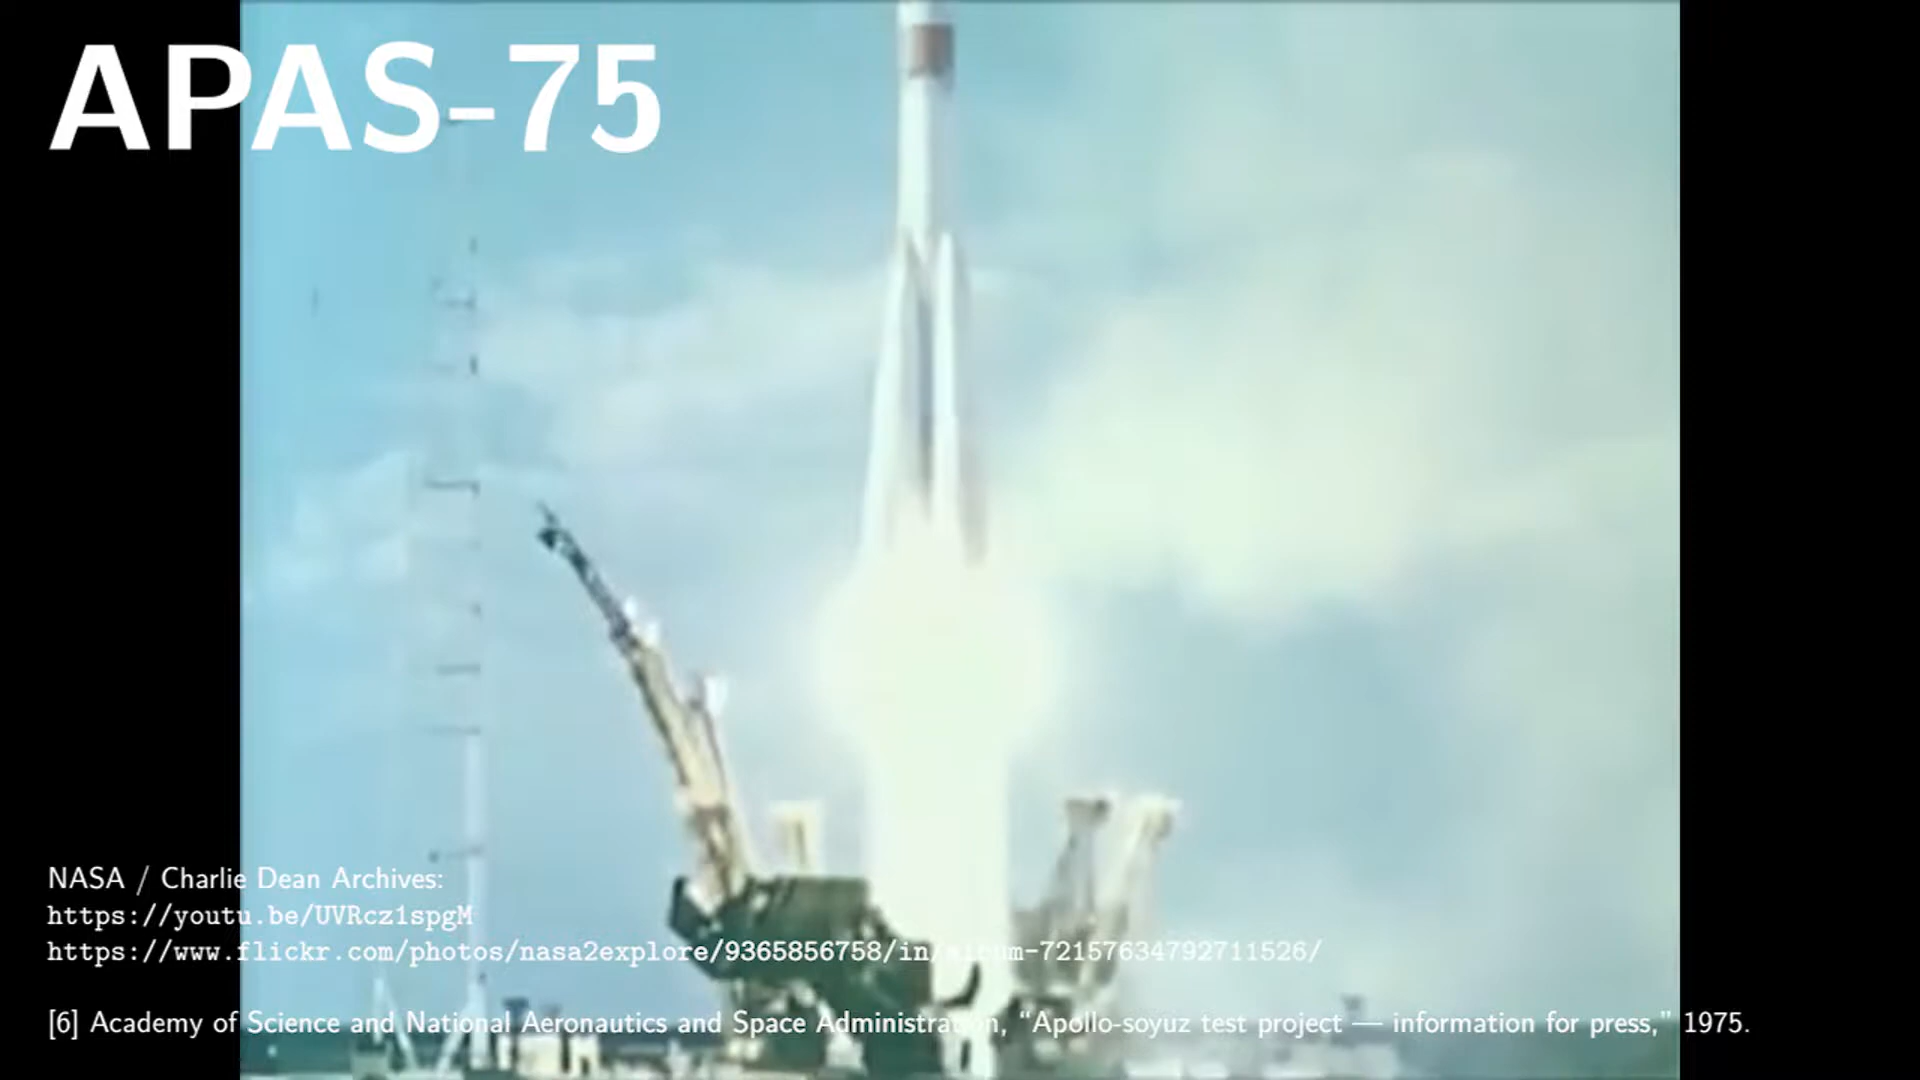 APAS-75
NASA / Charlie Dean Archives:
https://youtu.be/UVRcz1spgM
https://www.flickr.com/photos/nasa2explore/9365856758/in/album-72157634792711526/
[6] Academy of Science and National Aeronautics and Space Administration, “Apollo-soyuz test project — information for press,” 1975.